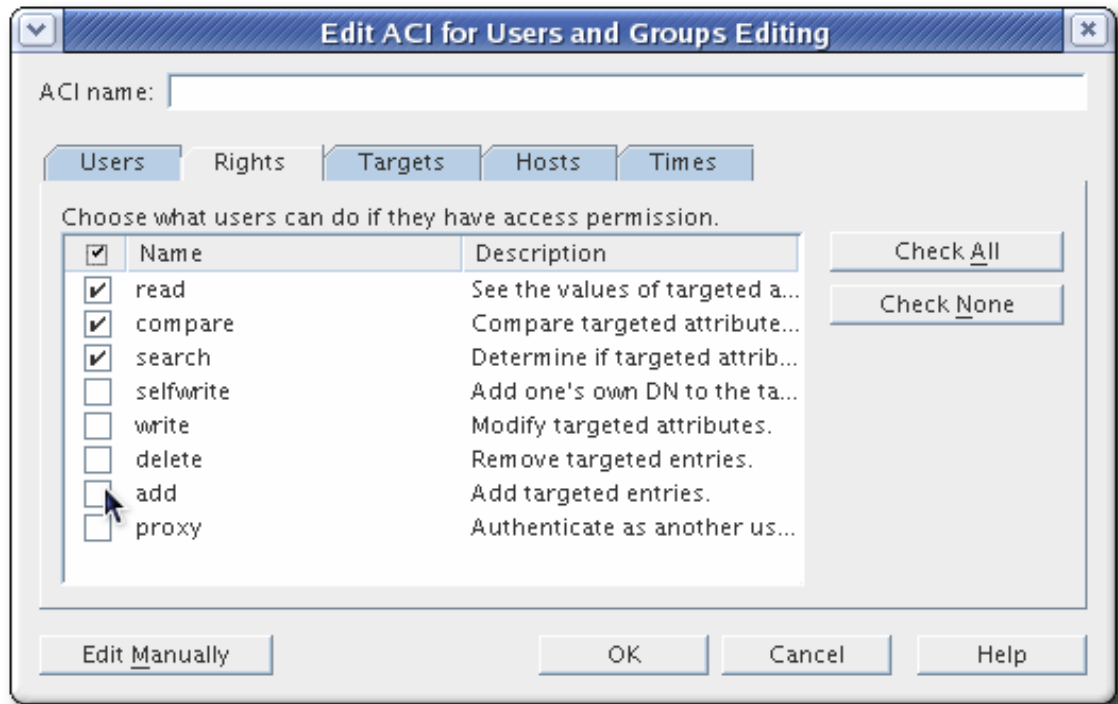 Edit ACI for Users and Groups Editing
ACI name:
Users Rights Targets Hosts Times
Choose what users can do if they have access permission.
Name Description
read See the values of targeted a...
compare Compare targeted attribute...
search Determine if targeted attrib...
selfwrite Add one's own DN to the ta...
write Modify targeted attributes.
delete Remove targeted entries.
add Add targeted entries.
proxy Authenticate as another us...
Check All
Check None
Edit Manually OK Cancel Help